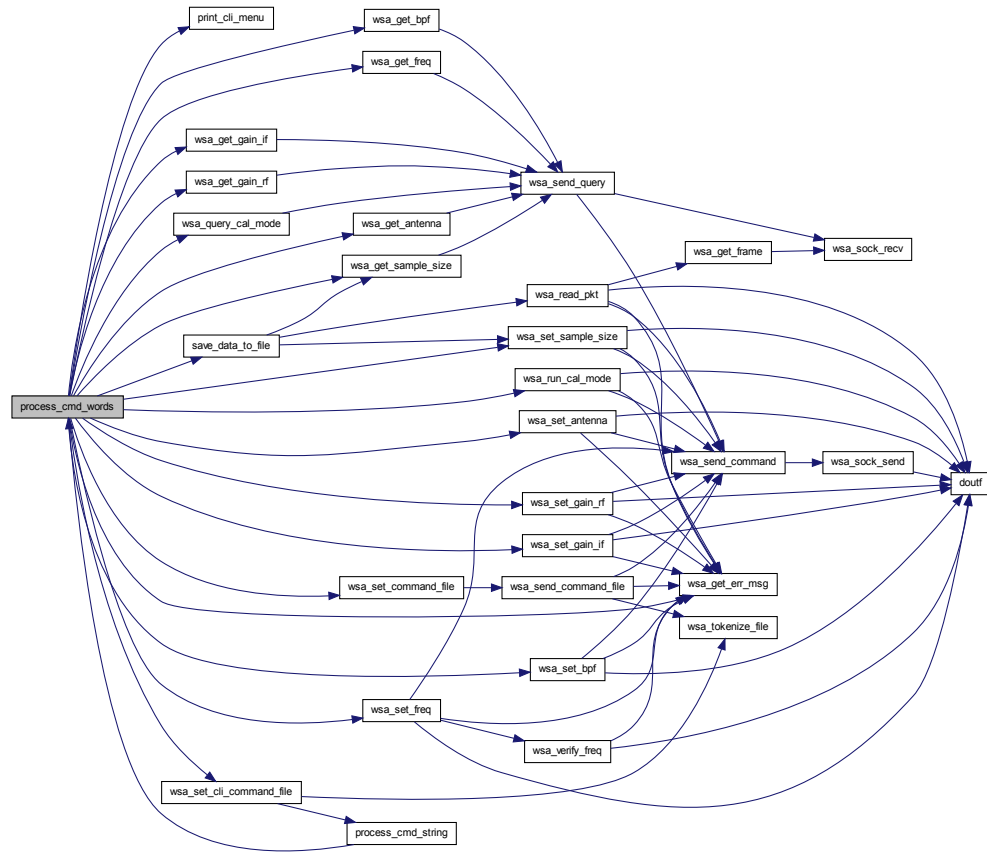 print_cli_menu
wsa_get_bpf
wsa_get_freq
wsa_get_gain_if
wsa_get_gain_rf
wsa_send_query
wsa_query_cal_mode
wsa_get_antenna
wsa_get_sample_size
wsa_get_frame
wsa_sock_recv
wsa_read_pkt
save_data_to_file
wsa_set_sample_size
wsa_run_cal_mode
process_cmd_words
wsa_set_antenna
wsa_send_command
wsa_sock_send
doutf
wsa_set_gain_rf
wsa_set_gain_if
wsa_set_command_file
wsa_send_command_file
wsa_get_err_msg
wsa_tokenize_file
wsa_set_bpf
wsa_set_freq
wsa_verify_freq
wsa_set_cli_command_file
process_cmd_string